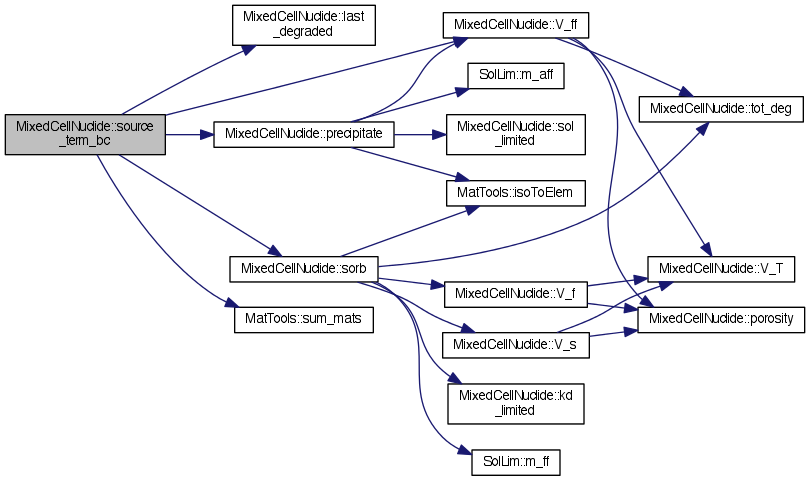 MixedCellNuclide::source
_term_bc
MixedCellNuclide::last
_degraded
MixedCellNuclide::precipitate
MixedCellNuclide::sorb
MatTools::sum_mats
MixedCellNuclide::V_ff
SolLim::m_aff
MixedCellNuclide::sol
_limited
MatTools::isoToElem
MixedCellNuclide::V_f
MixedCellNuclide::V_s
MixedCellNuclide::kd
_limited
SolLim::m_ff
MixedCellNuclide::tot_deg
MixedCellNuclide::V_T
MixedCellNuclide::porosity